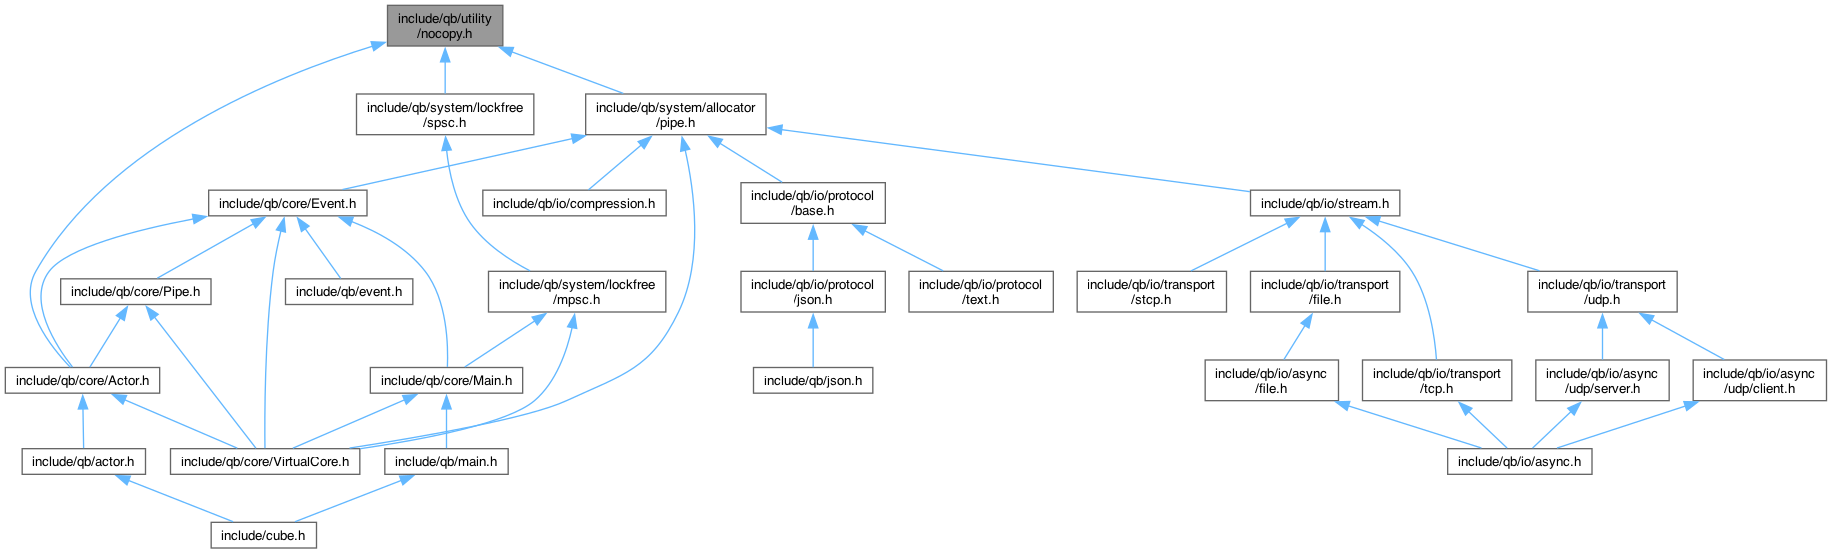 include/qb/utility
/nocopy.h
include/qb/system/lockfree
/spsc.h
include/qb/system/allocator
/pipe.h
include/qb/core/Event.h
include/qb/io/compression.h
include/qb/io/protocol
/base.h
include/qb/io/stream.h
include/qb/core/Pipe.h
include/qb/event.h
include/qb/system/lockfree
/mpsc.h
include/qb/io/protocol
/json.h
include/qb/io/protocol
/text.h
include/qb/io/transport
/stcp.h
include/qb/io/transport
/file.h
include/qb/io/transport
/udp.h
include/qb/core/Actor.h
include/qb/core/Main.h
include/qb/json.h
include/qb/io/async
/file.h
include/qb/io/transport
/tcp.h
include/qb/io/async
/udp/server.h
include/qb/io/async
/udp/client.h
include/qb/actor.h
include/qb/core/VirtualCore.h
include/qb/main.h
include/qb/io/async.h
include/cube.h